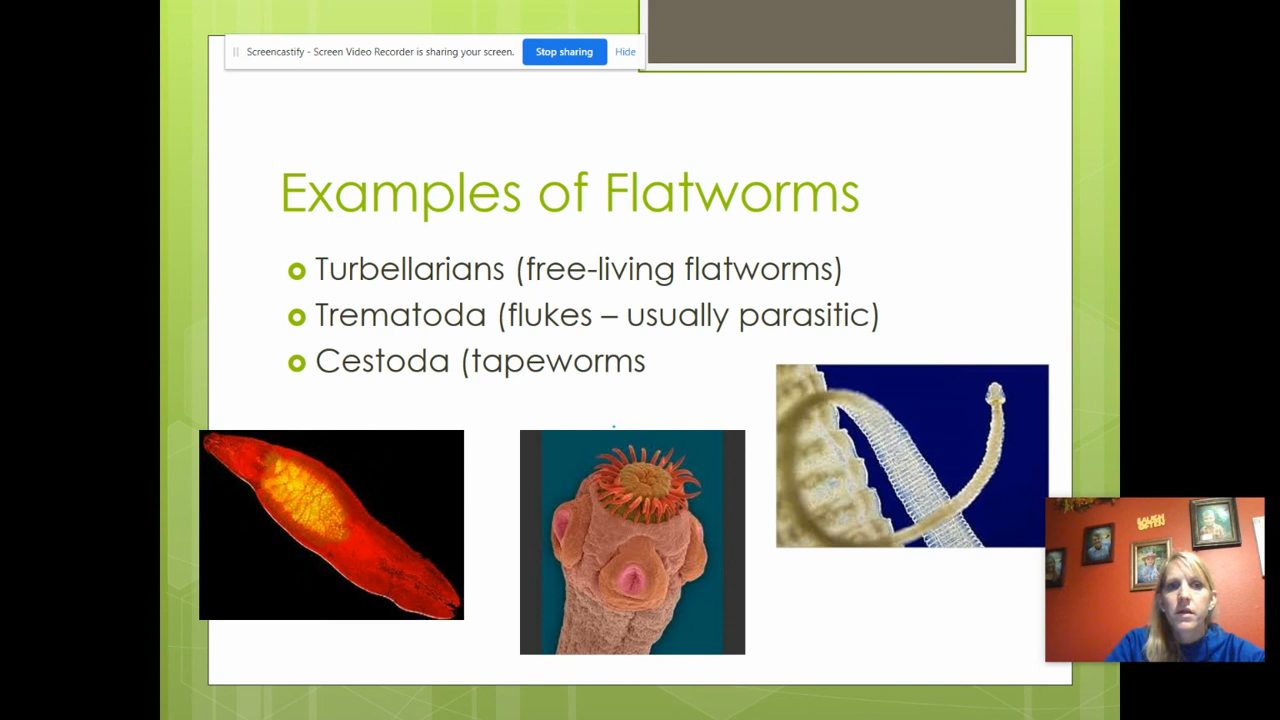 Screencastify - Screen Video Recorder is sharing your screen. Stop sharing Hide
Examples of Flatworms
Turbellarians (free-living flatworms)
Trematoda (flukes – usually parasitic)
Cestoda (tapeworms